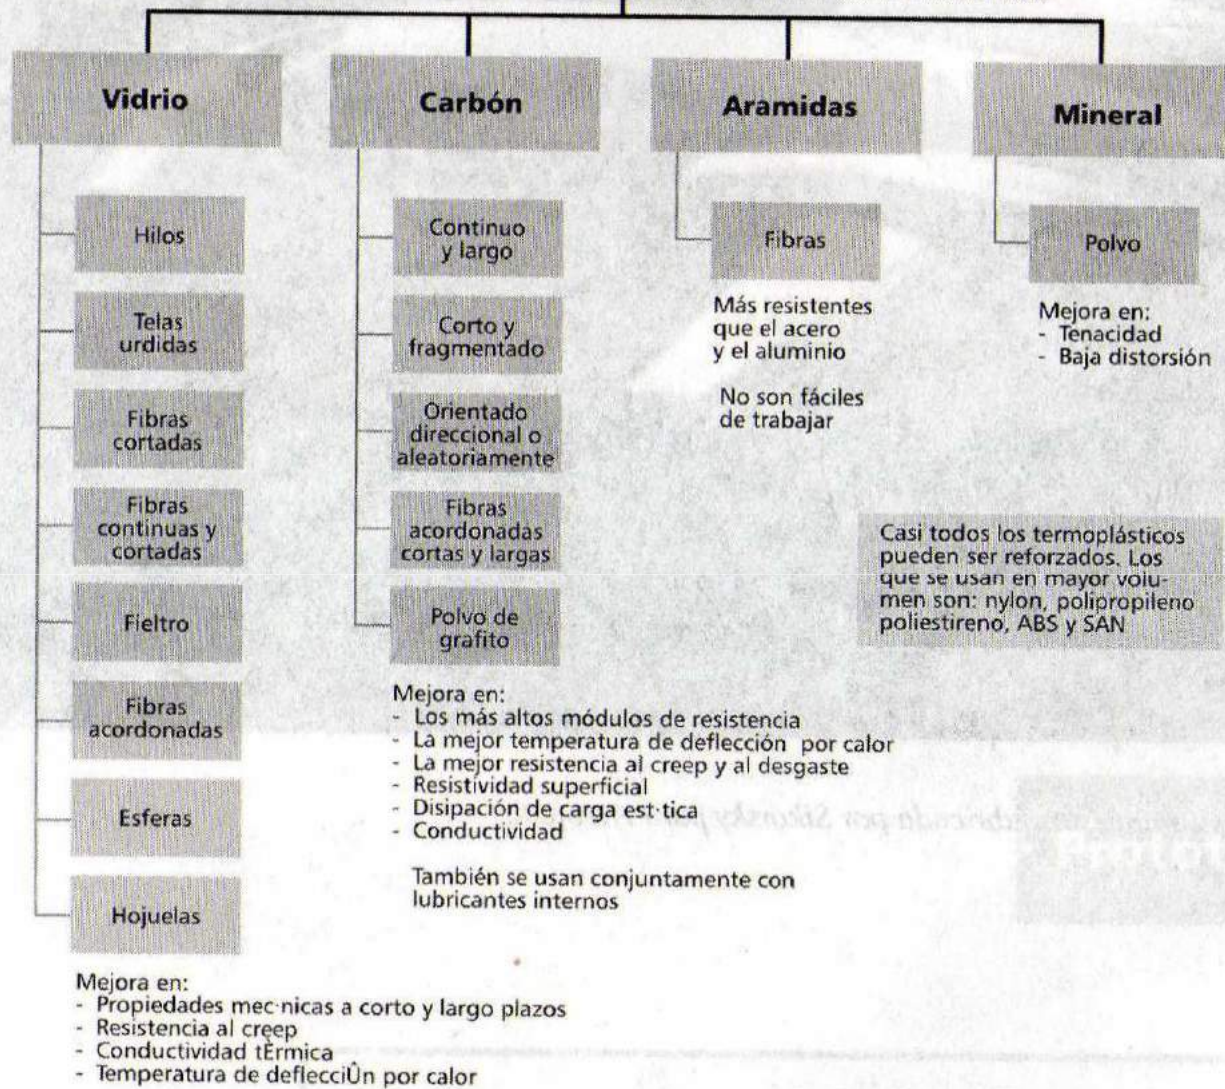 Vidrio
Carbón
Aramidas
Mineral
Hilos
Telas
urdidas
Fibras
cortadas
Fibras
continuas y
cortadas
Fieltro
Fibras
acordonadas
Esferas
Hojuelas
Mejora en:
- Propiedades mec·nicas a corto y largo plazos
- Resistencia al creep
- Conductividad tÈrmica
- Temperatura de deflecciÛn por calor
Continuo
y largo
Corto y
fragmentado
Orientado
direccional o
aleatoriamente
Fibras
acordonadas
cortas y largas
Polvo de
grafito
Mejora en:
- Los más altos módulos de resistencia
- La mejor temperatura de deflección por calor
- La mejor resistencia al creep y al desgaste
- Resistividad superficial
- Disipación de carga est·tica
- Conductividad
También se usan conjuntamente con
lubricantes internos
Fibras
Más resistentes
que el acero
y el aluminio
No son fáciles
de trabajar
Polvo
Mejora en:
- Tenacidad
- Baja distorsión
Casi todos los termoplásticos
pueden ser reforzados. Los
que se usan en mayor volu-
men son: nylon, polipropileno
poliestireno, ABS y SAN